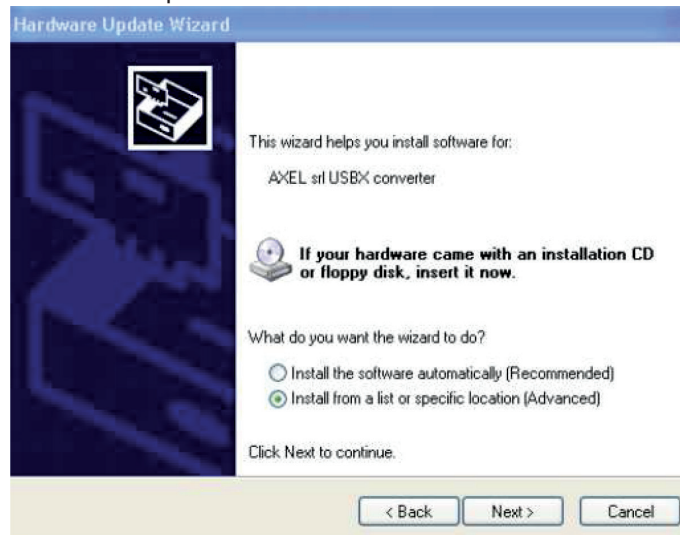 Hardware Update Wizard
This wizard helps you install software for:
AXEL srl USBX converter
If your hardware came with an installation CD
or floppy disk, insert it now.
What do you want the wizard to do?
Install the software automatically (Recommended)
Install from a list or specific location (Advanced)
Click Next to continue.
< Back Next > Cancel